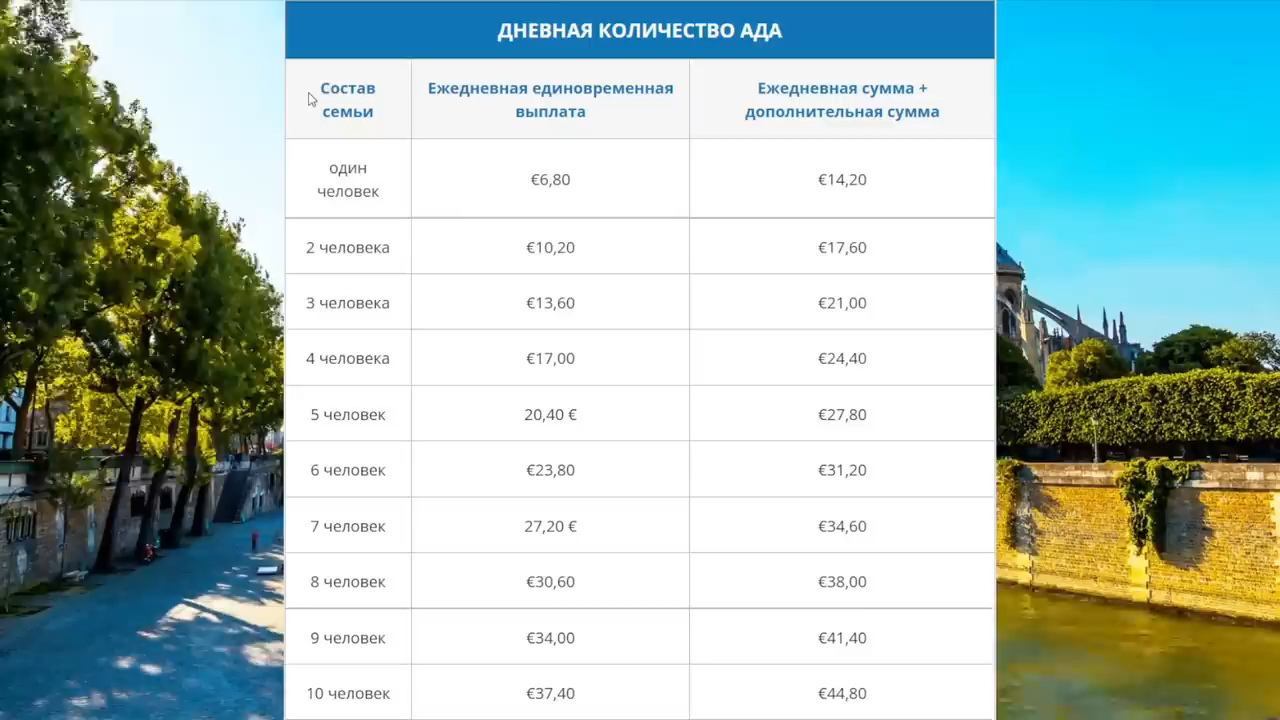 ДНЕВНАЯ КОЛИЧЕСТВО АДА
Состав
семьи
Ежедневная единовременная
выплата
Ежедневная сумма +
дополнительная сумма
один
человек
€6,80
€14,20
2 человека
€10,20
€17,60
3 человека
€13,60
€21,00
4 человека
€17,00
€24,40
5 человек
20,40 €
€27,80
6 человек
€23,80
€31,20
7 человек
27,20 €
€34,60
8 человек
€30,60
€38,00
9 человек
€34,00
€41,40
10 человек
€37,40
€44,80